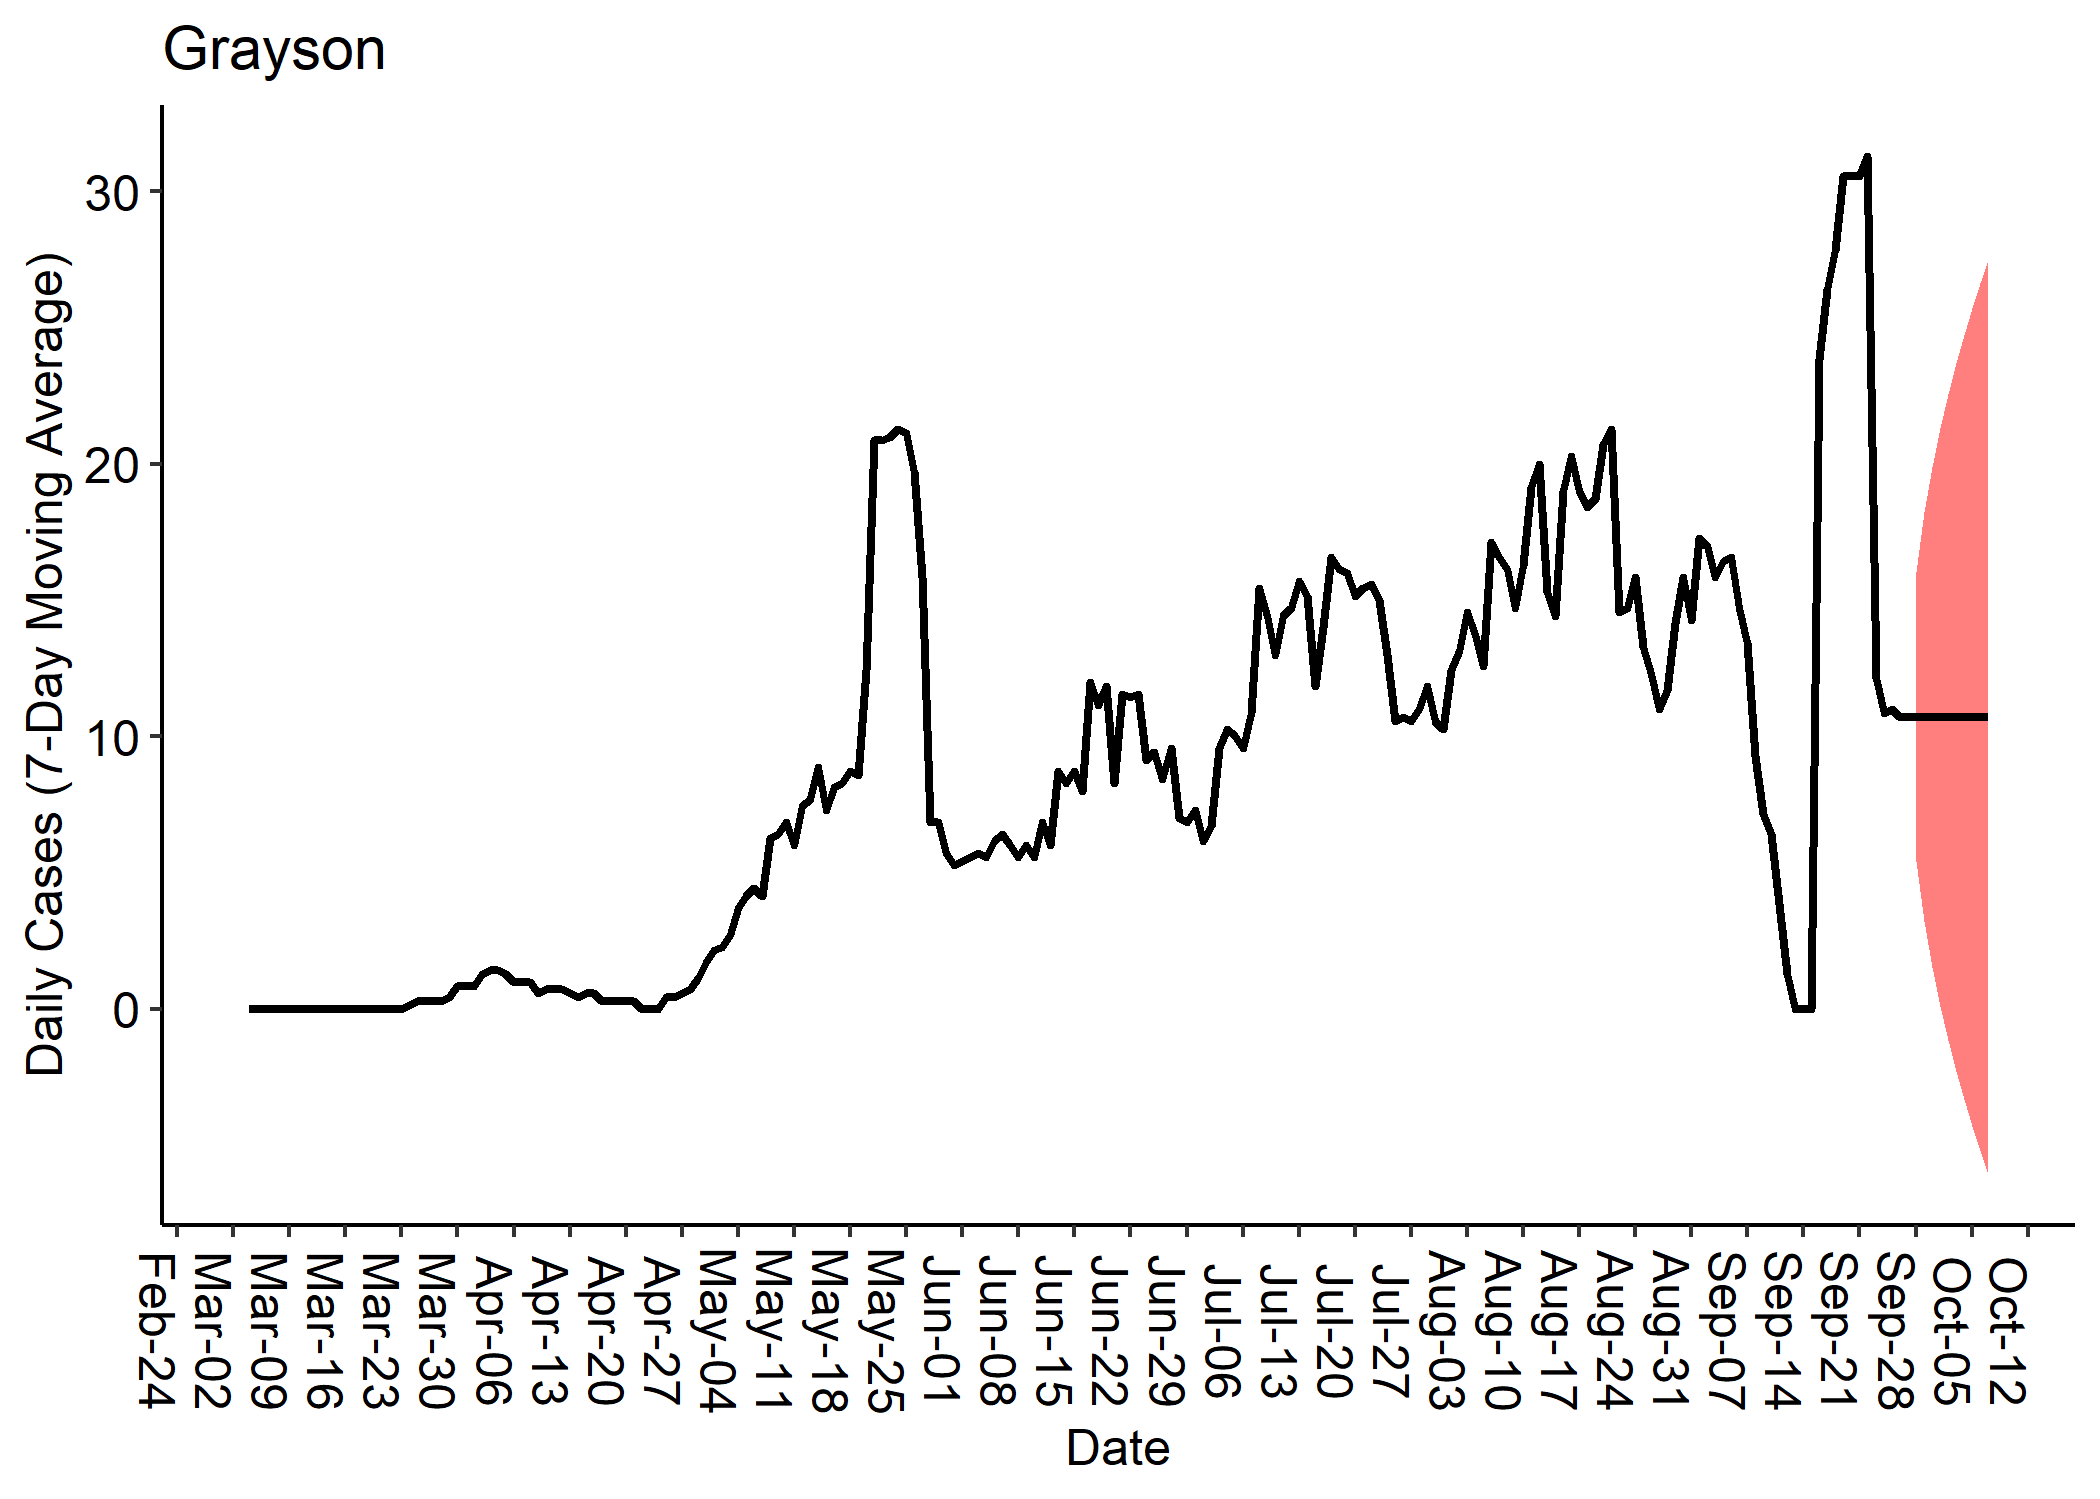 Grayson
Daily Cases (7-Day Moving Average)
30
20
10
0
Feb-24
Mar-02
Mar-09
Mar-16
Mar-23
Mar-30
Apr-06
Apr-13
Apr-20
Apr-27
May-04
May-11
May-18
May-25
Jun-01
Jun-08
Jun-15
Jun-22
Jun-29
Jul-06
Jul-13
Jul-20
Jul-27
Aug-03
Aug-10
Aug-17
Aug-24
Aug-31
Sep-07
Sep-14
Sep-21
Sep-28
Oct-05
Oct-12
Date